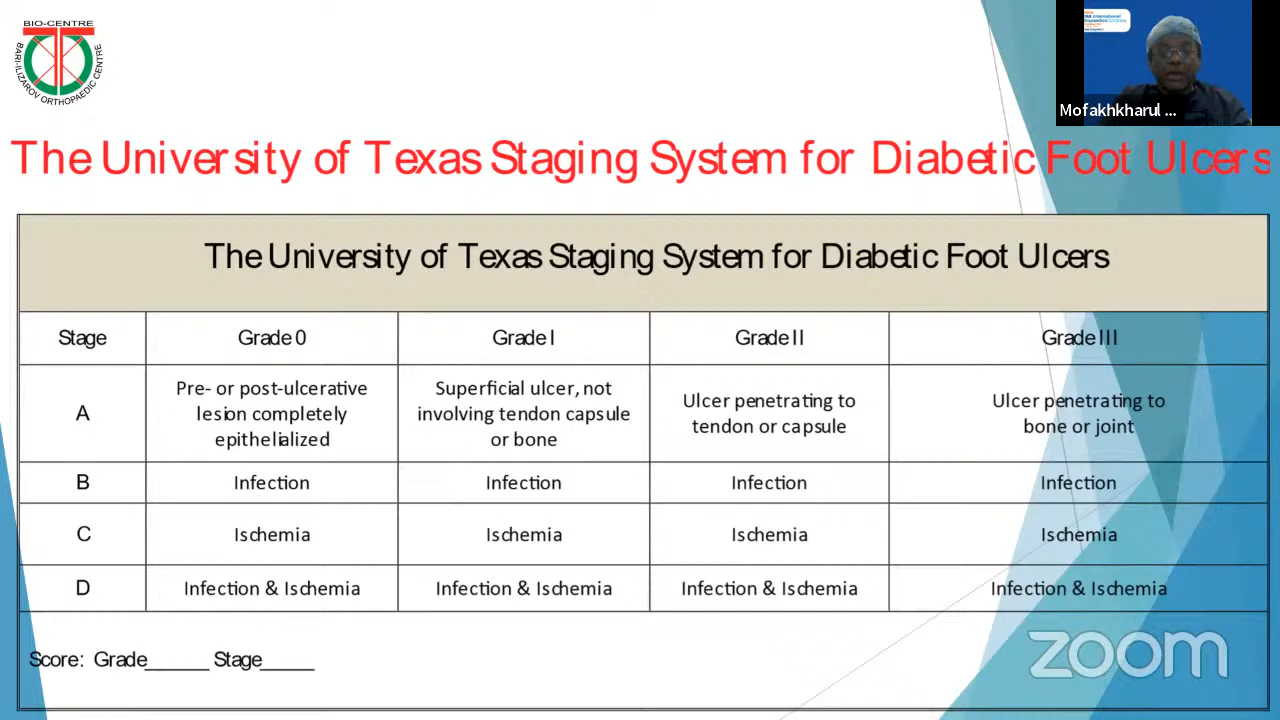 BIO-CENTRE
BARI-ILIZAROV ORTHOPAEDIC CENTRE
Mofakhkharul ...
The University of Texas Staging System for Diabetic Foot Ulcers
The University of Texas Staging System for Diabetic Foot Ulcers
Stage Grade 0 Grade I Grade II Grade III
A
Pre- or post-ulcerative
lesion completely
epithelialized
Superficial ulcer, not
involving tendon capsule
or bone
Ulcer penetrating to
tendon or capsule
Ulcer penetrating to
bone or joint
B Infection Infection Infection Infection
C Ischemia Ischemia Ischemia Ischemia
D Infection & Ischemia Infection & Ischemia Infection & Ischemia Infection & Ischemia
Score: Grade______ Stage_____
zoom